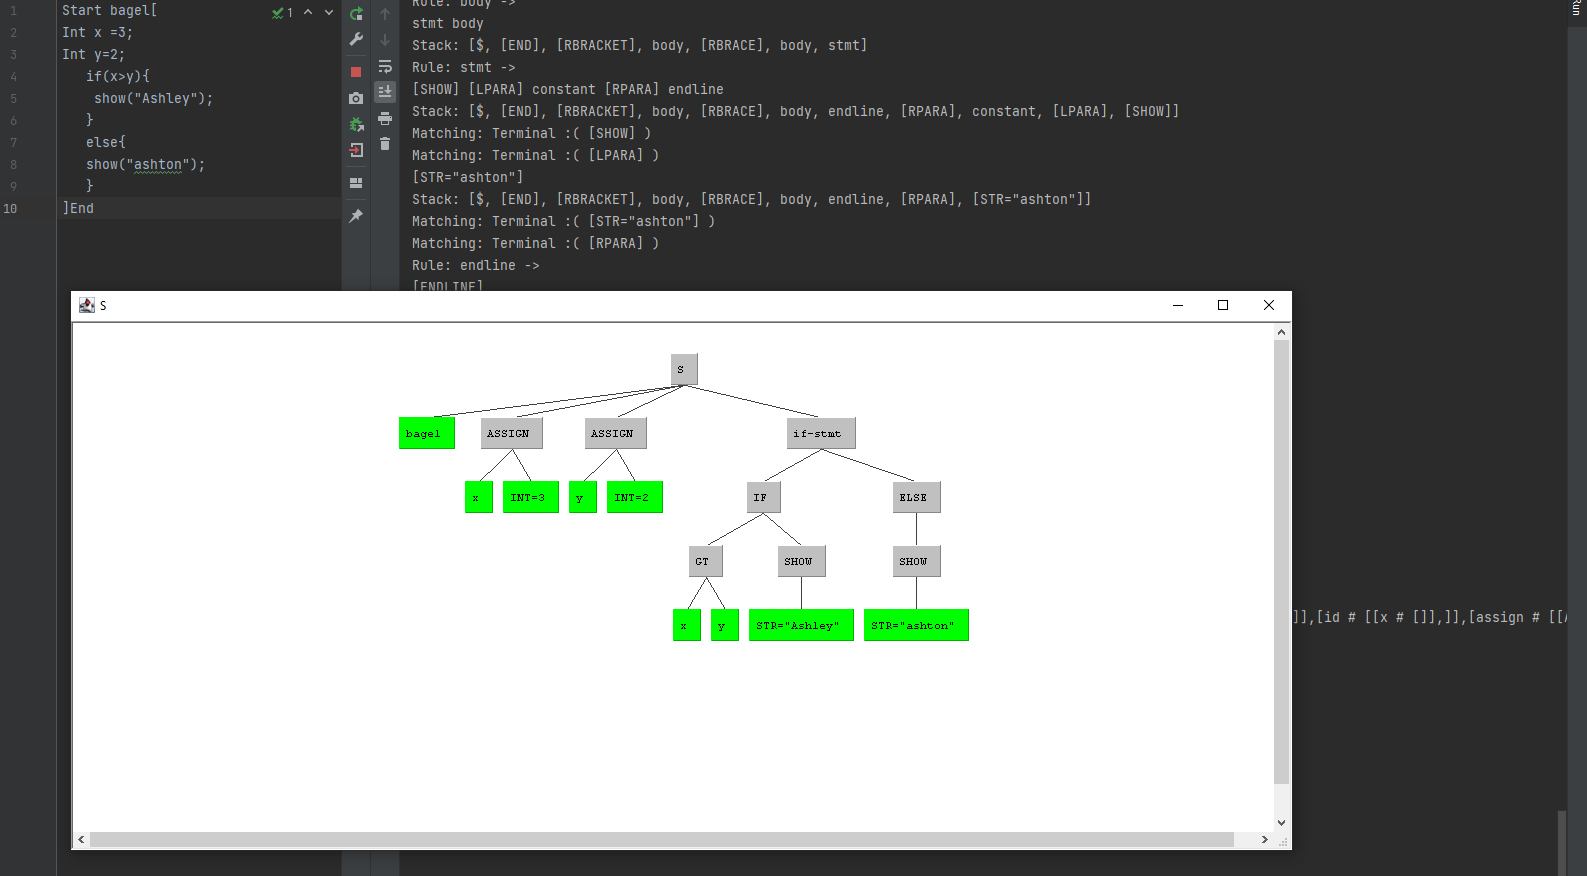 1 Start bagel[
2 Int x =3;
3 Int y=2;
4 if(x>y){
5 show("Ashley");
6 }
7 else{
8 show("ashton");
9 }
10 ]End
1
Rule: body ->
stmt body
Stack: [$, [END], [RBRACKET], body, [RBRACE], body, stmt]
Rule: stmt ->
[SHOW] [LPARA] constant [RPARA] endline
Stack: [$, [END], [RBRACKET], body, [RBRACE], body, endline, [RPARA], constant, [LPARA], [SHOW]]
Matching: Terminal :( [SHOW] )
Matching: Terminal :( [LPARA] )
[STR="ashton"]
Stack: [$, [END], [RBRACKET], body, [RBRACE], body, endline, [RPARA], [STR="ashton"]]
Matching: Terminal :( [STR="ashton"] )
Matching: Terminal :( [RPARA] )
Rule: endline ->
[ENDLINE]
Run
S
S
bagel ASSIGN ASSIGN if-stmt
x INT=3 y INT=2 IF ELSE
GT SHOW SHOW
x y STR="Ashley" STR="ashton"
]],[id # [[x # []],]],[assign # [[